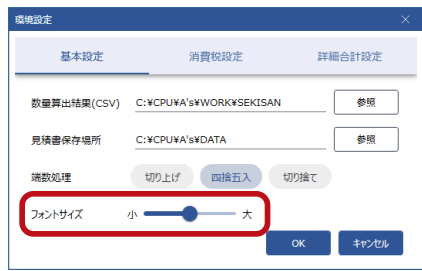 環境設定
基本設定 消費税設定 詳細合計設定
数量算出結果(CSV) C:¥CPU¥A's¥WORK¥SEKISAN 参照
見積書保存場所 C:¥CPU¥A's¥DATA 参照
端数処理 切り上げ 四捨五入 切り捨て
フォントサイズ 小 大
OK キャンセル